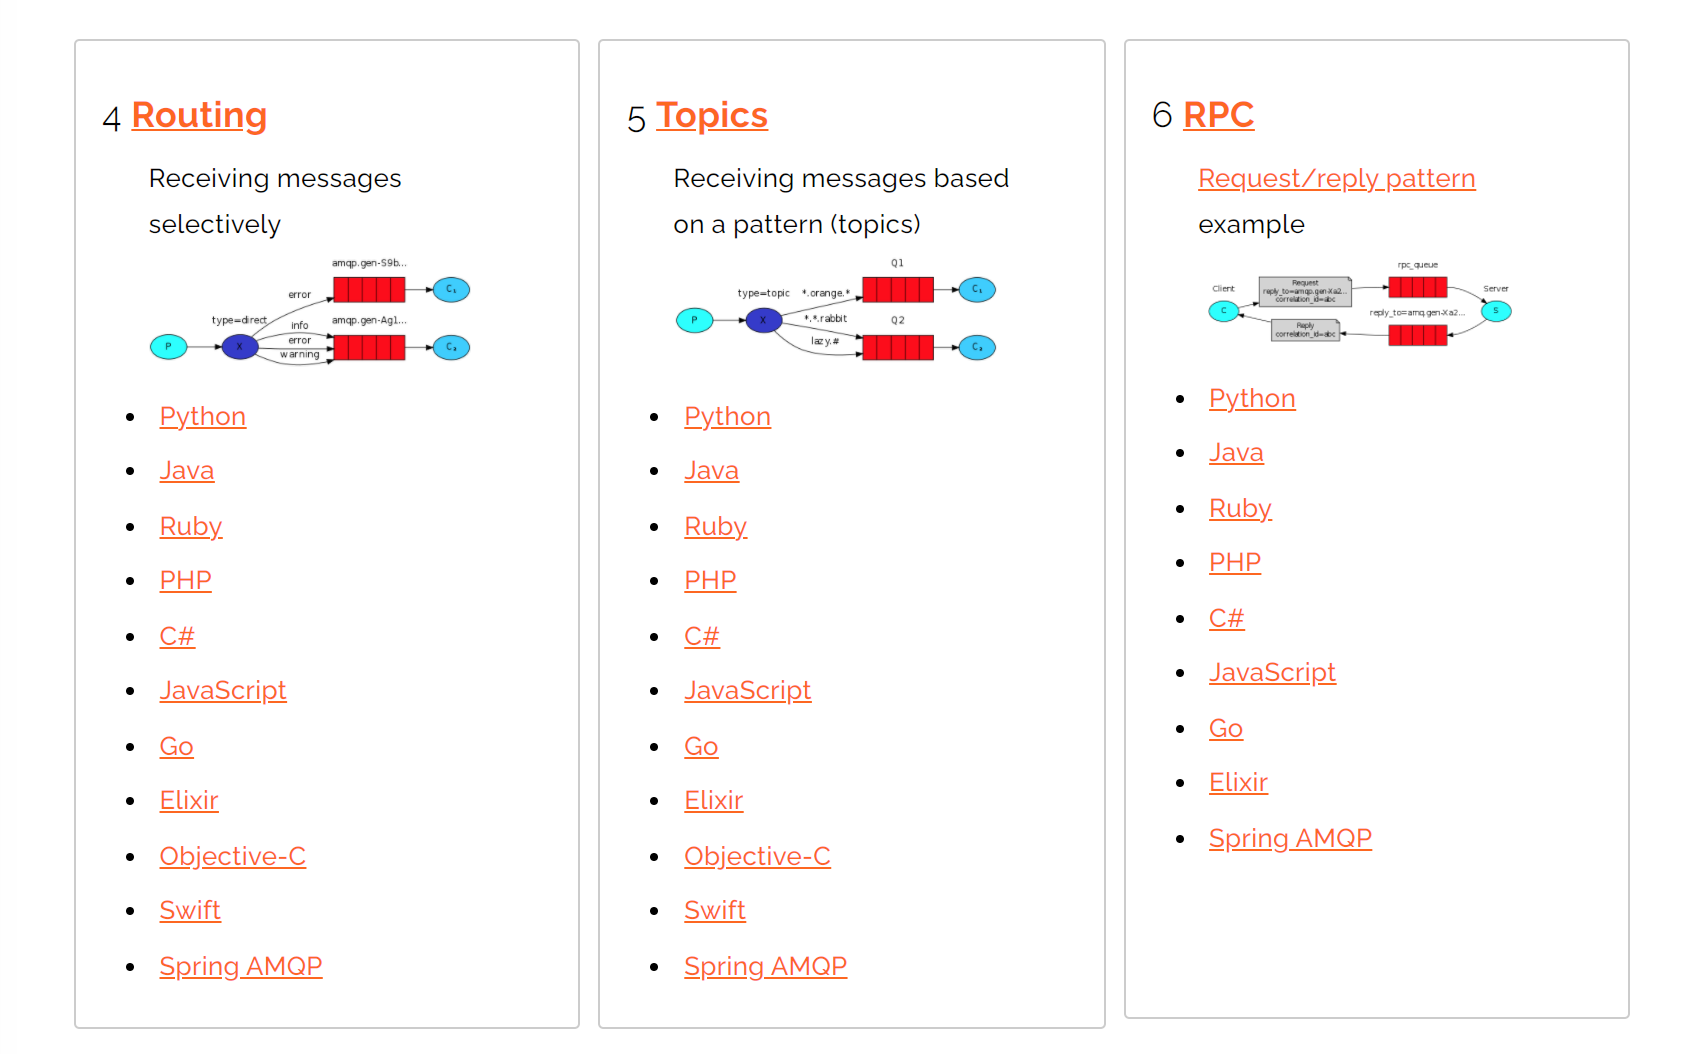 4 Routing
Receiving messages
selectively
amqp.gen-S9b...
C₁
error
type=direct
info
amqp.gen-Ag1...
error
P
X
warning
C₂
Python
Java
Ruby
PHP
C#
JavaScript
Go
Elixir
Objective-C
Swift
Spring AMQP
5 Topics
Receiving messages based
on a pattern (topics)
Q1
type=topic
*.orange.*
C₁
P
X
*.*.rabbit
Q2
lazy.#
C₂
Python
Java
Ruby
PHP
C#
JavaScript
Go
Elixir
Objective-C
Swift
Spring AMQP
6 RPC
Request/reply pattern
example
rpc_queue
Client
Request
reply_to=amqp.gen-Xa2...
correlation_id=abc
Server
C
S
reply_to=amq.gen-Xa2...
Reply
correlation_id=abc
Python
Java
Ruby
PHP
C#
JavaScript
Go
Elixir
Spring AMQP